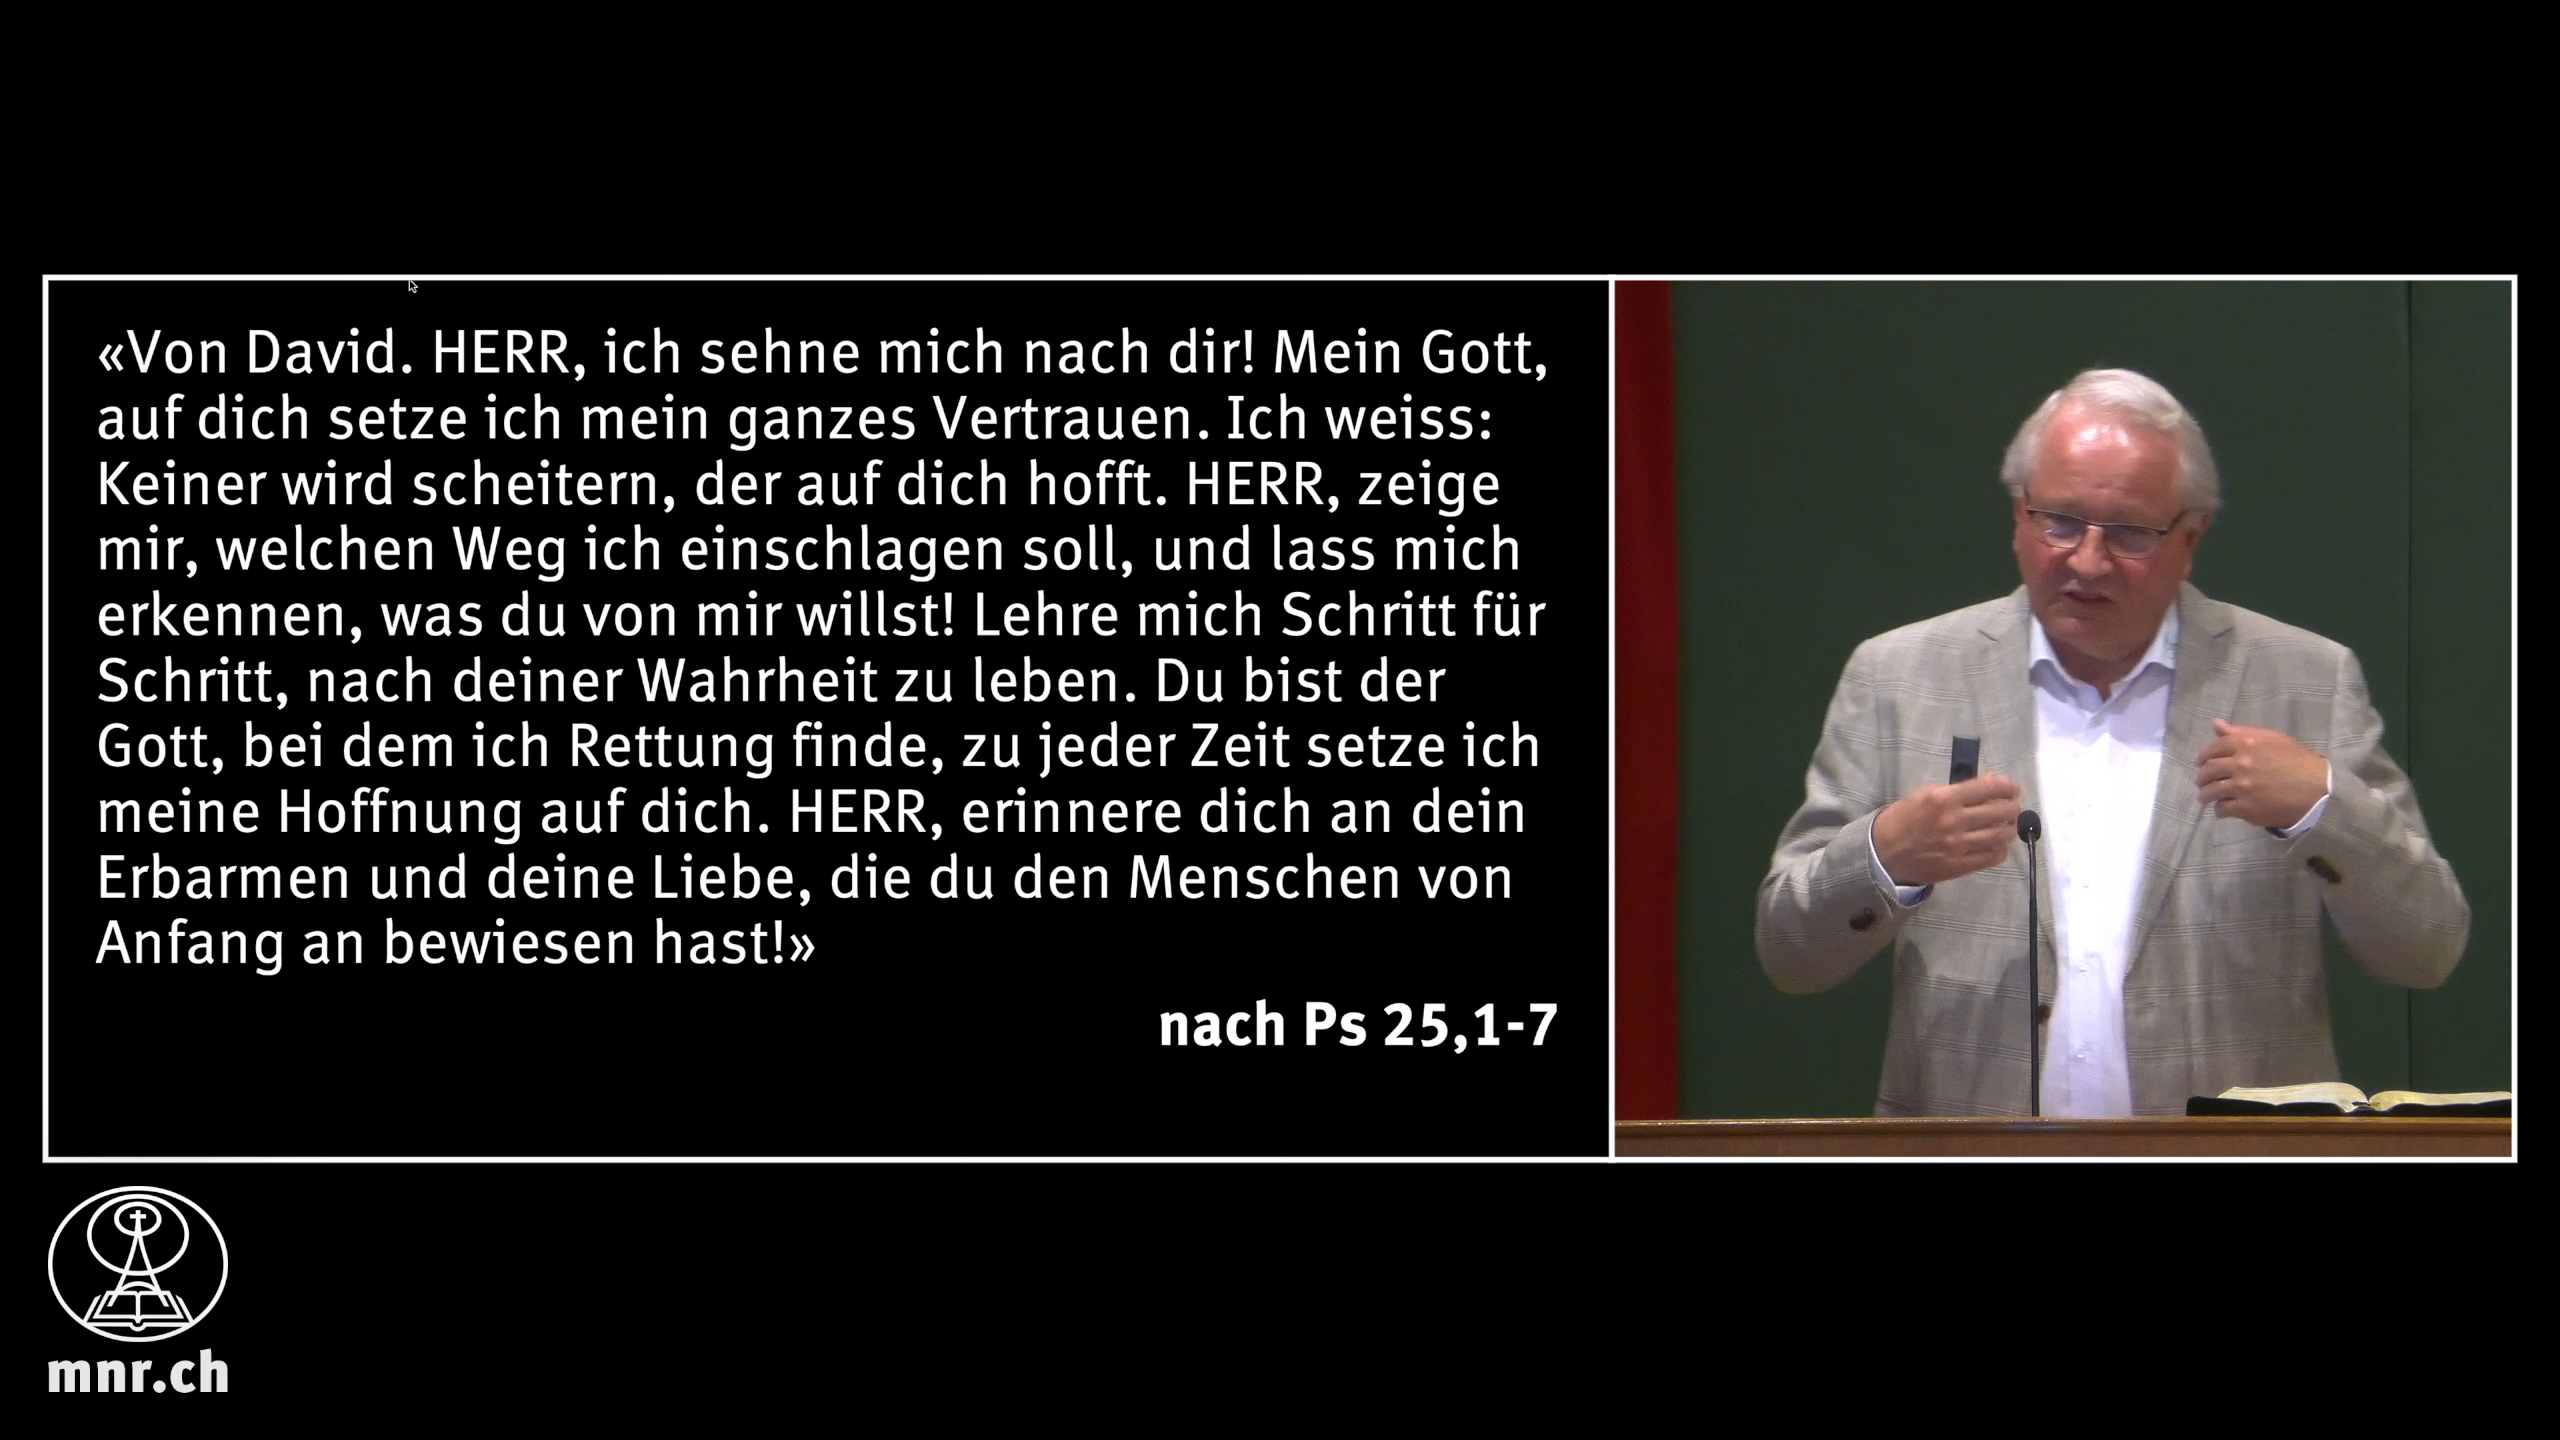 «Von David. HERR, ich sehne mich nach dir! Mein Gott,
auf dich setze ich mein ganzes Vertrauen. Ich weiss:
Keiner wird scheitern, der auf dich hofft. HERR, zeige
mir, welchen Weg ich einschlagen soll, und lass mich
erkennen, was du von mir willst! Lehre mich Schritt für
Schritt, nach deiner Wahrheit zu leben. Du bist der
Gott, bei dem ich Rettung finde, zu jeder Zeit setze ich
meine Hoffnung auf dich. HERR, erinnere dich an dein
Erbarmen und deine Liebe, die du den Menschen von
Anfang an bewiesen hast!»
nach Ps 25,1-7
mnr.ch